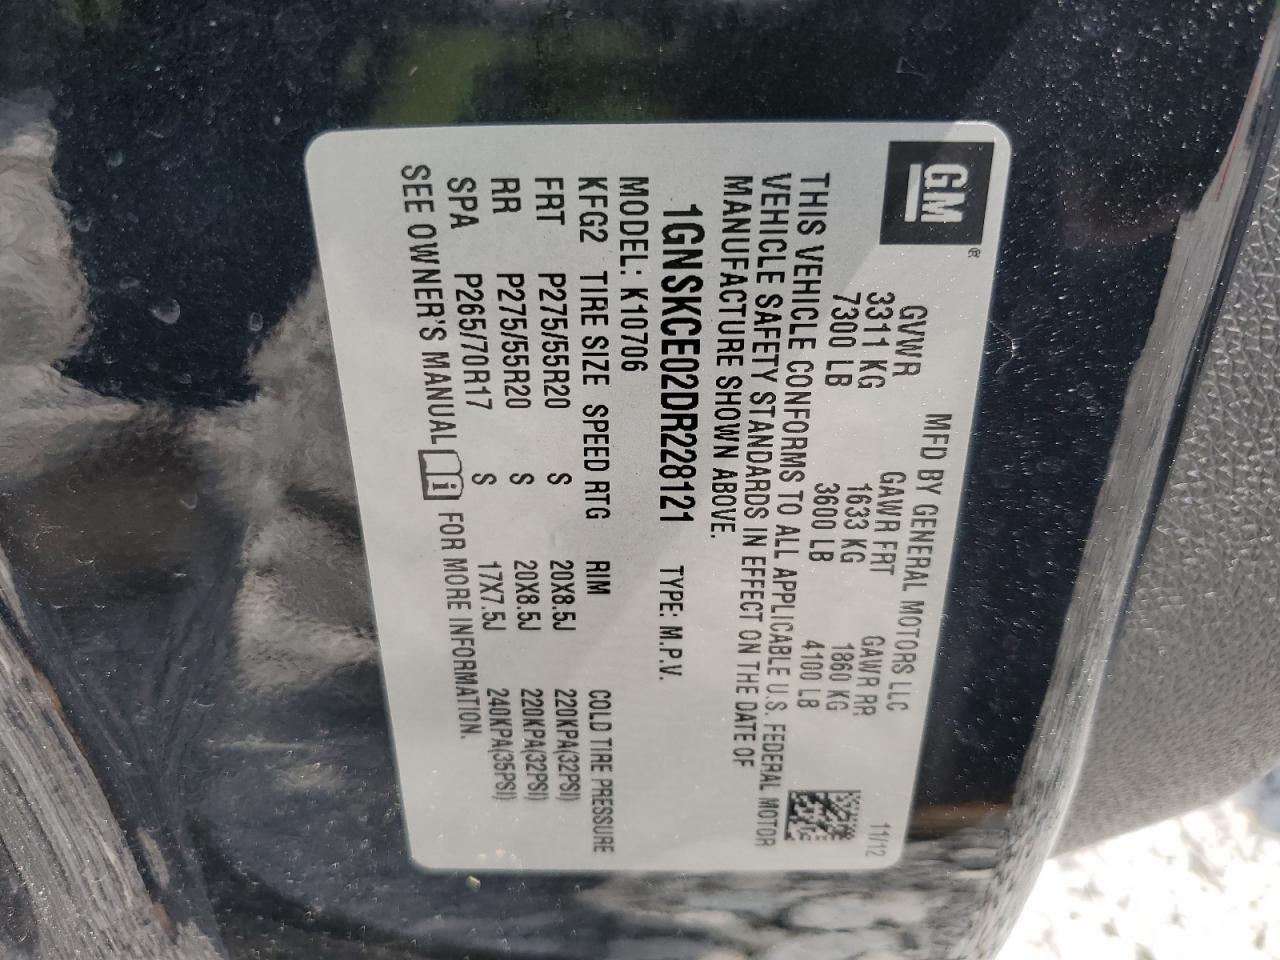 GM ®
MFD BY GENERAL MOTORS LLC 11/12
GVWR GAWR FRT GAWR RR
3311 KG 1633 KG 1860 KG
7300 LB 3600 LB 4100 LB
THIS VEHICLE CONFORMS TO ALL APPLICABLE U.S. FEDERAL MOTOR
VEHICLE SAFETY STANDARDS IN EFFECT ON THE DATE OF
MANUFACTURE SHOWN ABOVE.
1GNSKCE02DR228121 TYPE: M.P.V.
MODEL: K10706
KFG2 TIRE SIZE SPEED RTG RIM COLD TIRE PRESSURE
FRT P275/55R20 S 20X8.5J 220KPA(32PSI)
RR P275/55R20 S 20X8.5J 220KPA(32PSI)
SPA P265/70R17 S 17X7.5J 240KPA(35PSI)
SEE OWNER'S MANUAL i FOR MORE INFORMATION.